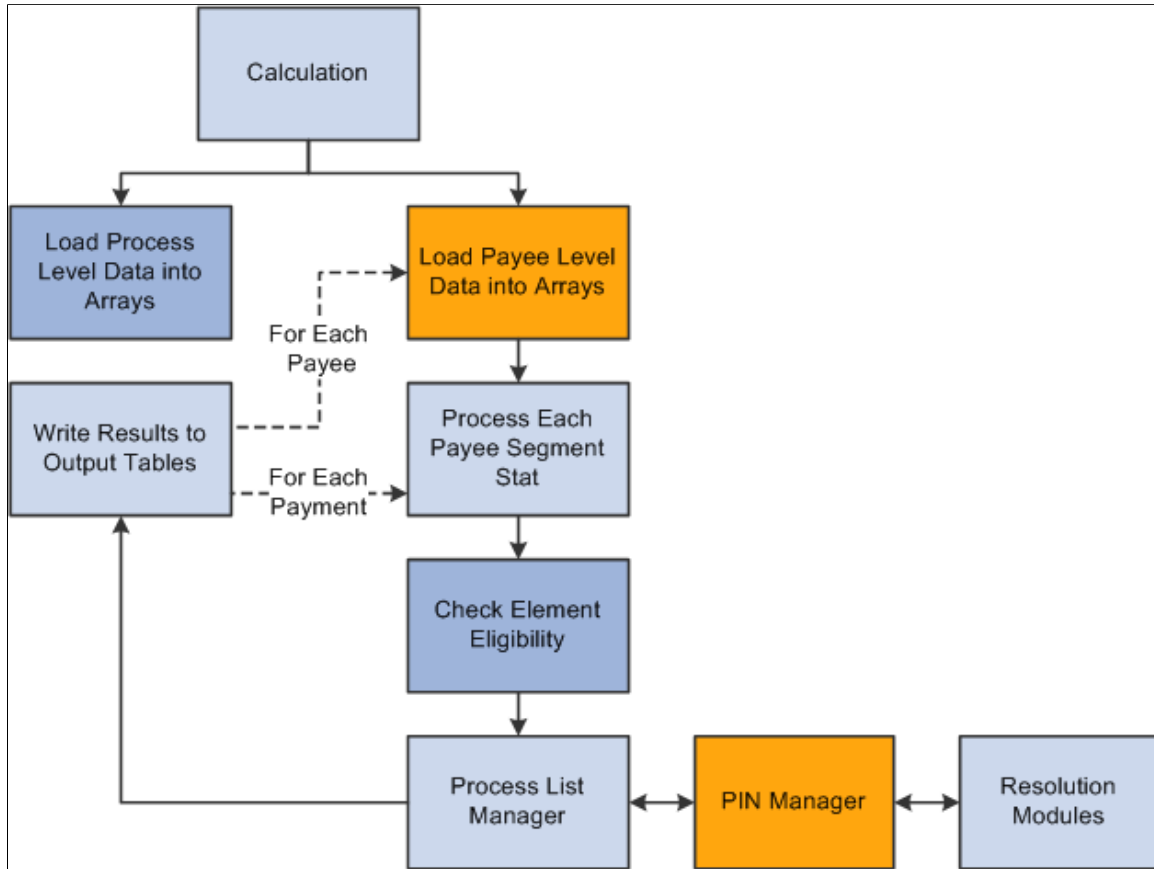 Calculation
Load Process
Level Data into
Arrays
Load Payee Level
Data into Arrays
For Each
Payee
Write Results to
Output Tables
Process Each
Payee Segment
Stat
For Each
Payment
Check Element
Eligibility
Process List
Manager
PIN Manager
Resolution
Modules